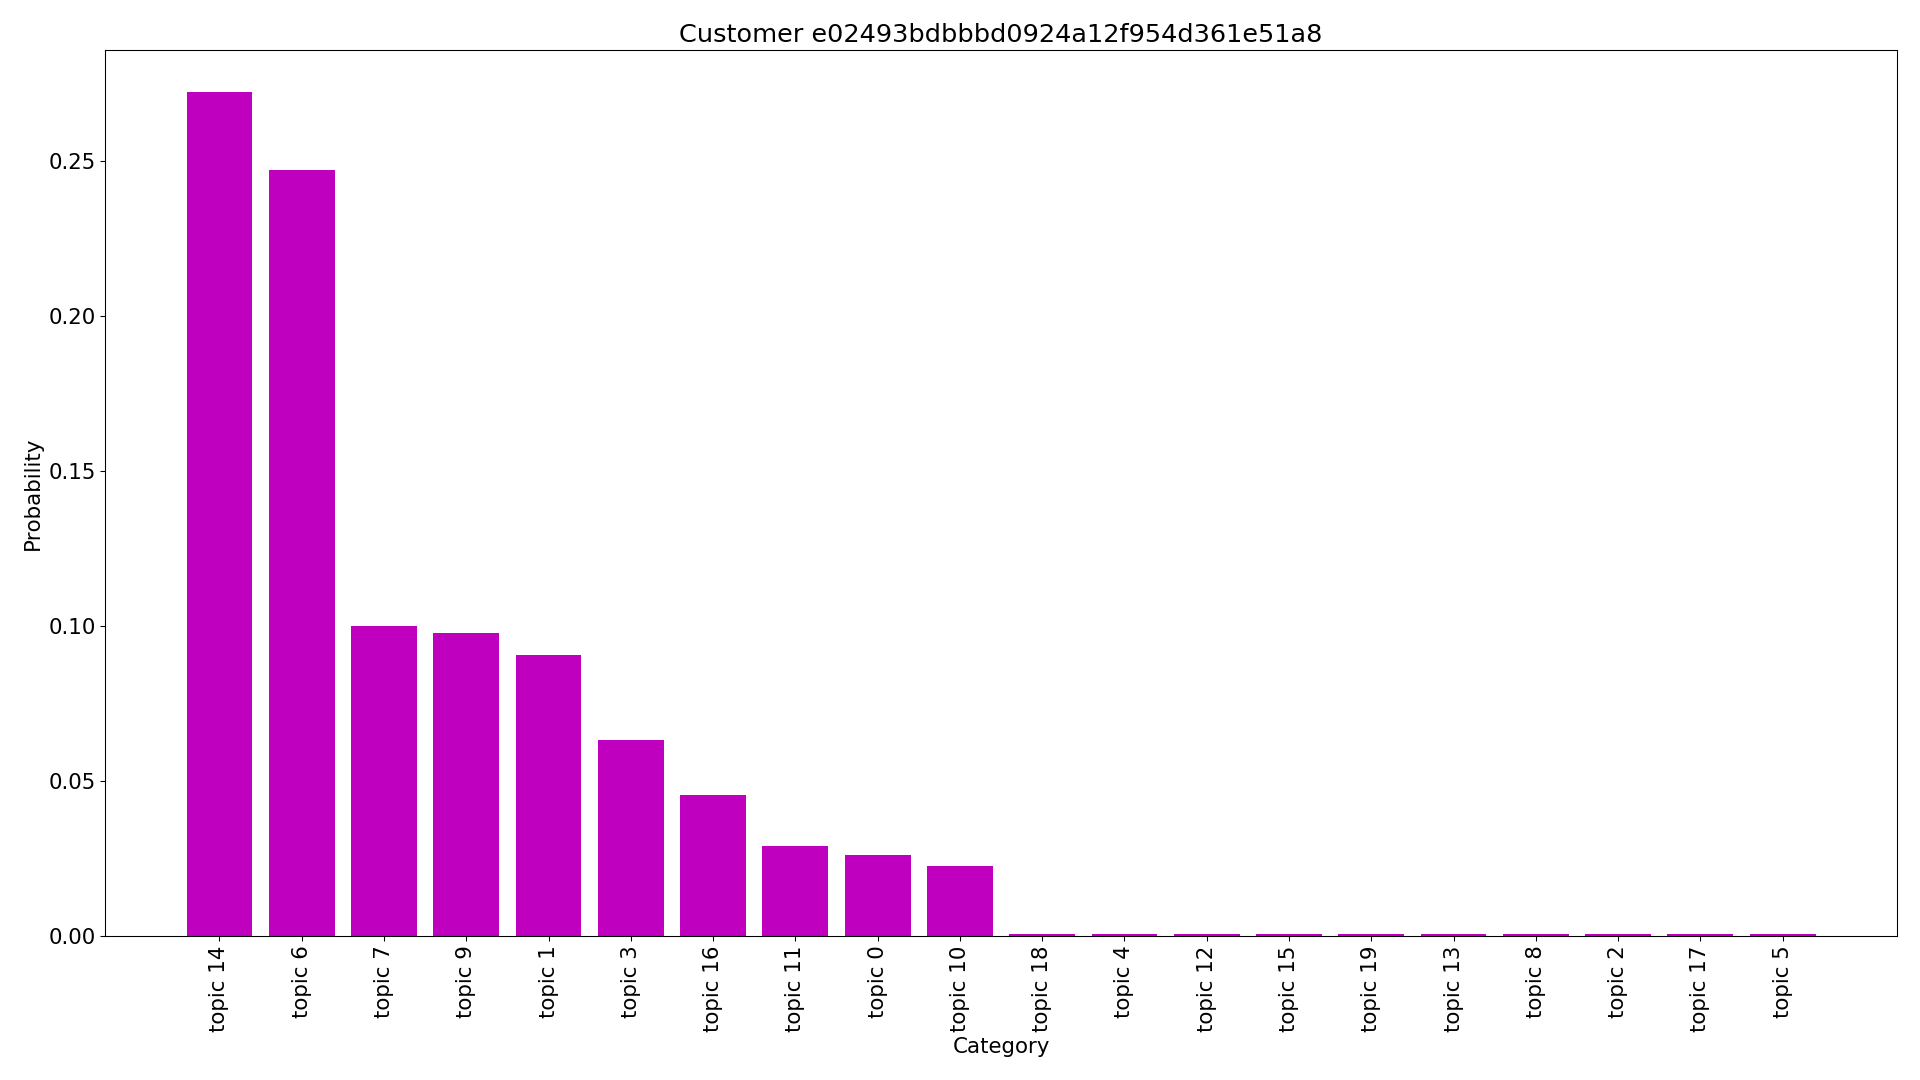 Customer e02493bdbbbd0924a12f954d361e51a8
Probability
0.25
0.20
0.15
0.10
0.05
0.00
topic 14
topic 6
topic 7
topic 9
topic 1
topic 3
topic 16
topic 11
topic 0
topic 10
topic 18
topic 4
topic 12
topic 15
topic 19
topic 13
topic 8
topic 2
topic 17
topic 5
Category